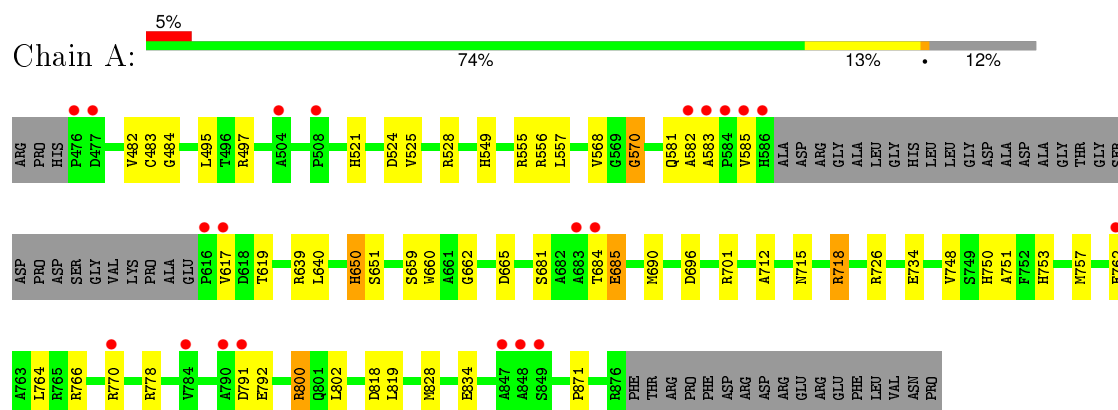 5%
Chain A:
74% 13% • 12%
ARG PRO HIS P476 D477 V482 C483 G484 L495 T496 R497 A504 P508 H521 D524 V525 R528 H549 R555 R556 L557 V568 G569 G570 Q581 A582 A583 P584 V585 H586 ALA ASP ARG GLY ALA LEU GLY HIS LEU LEU GLY ASP ALA ASP ALA GLY THR GLY SER
ASP PRO ASP SER GLY VAL LYS PRO ALA GLU P616 V617 D618 T619 R639 L640 H650 S651 S659 W660 A661 G662 D665 S681 A682 A683 T684 E685 M690 D696 R701 A712 N715 R718 R726 E734 V748 S749 H750 A751 F752 H753 M757
A763 L764 R765 R766 R770 R778 V784 A790 D791 E792 R800 Q801 L802 D818 L819 M828 E834 A847 A848 S849 P871 R876 PHE THR ARG PRO PHE ASP ARG ASP ARG GLU ARG GLU PHE LEU VAL ASN PRO